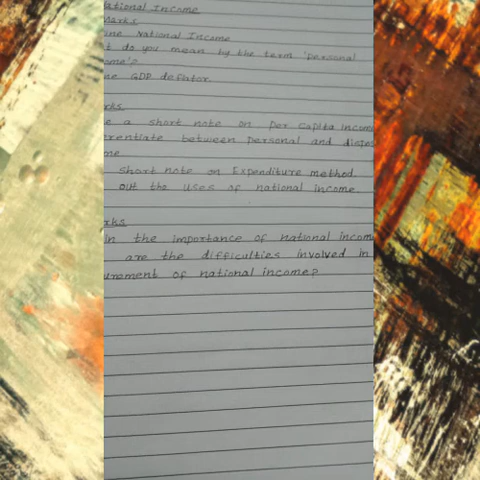 ational Income
Marks
ine National Income
t do you mean by the term 'personal
ome'?
ne GDP deflator.
rks
e a short note on Per Capita Income
erentiate between personal and dispos
me
short note on Expenditure method.
out the uses of national income
rks
in the importance of national incom
are the difficulties involved in
urement of national income?